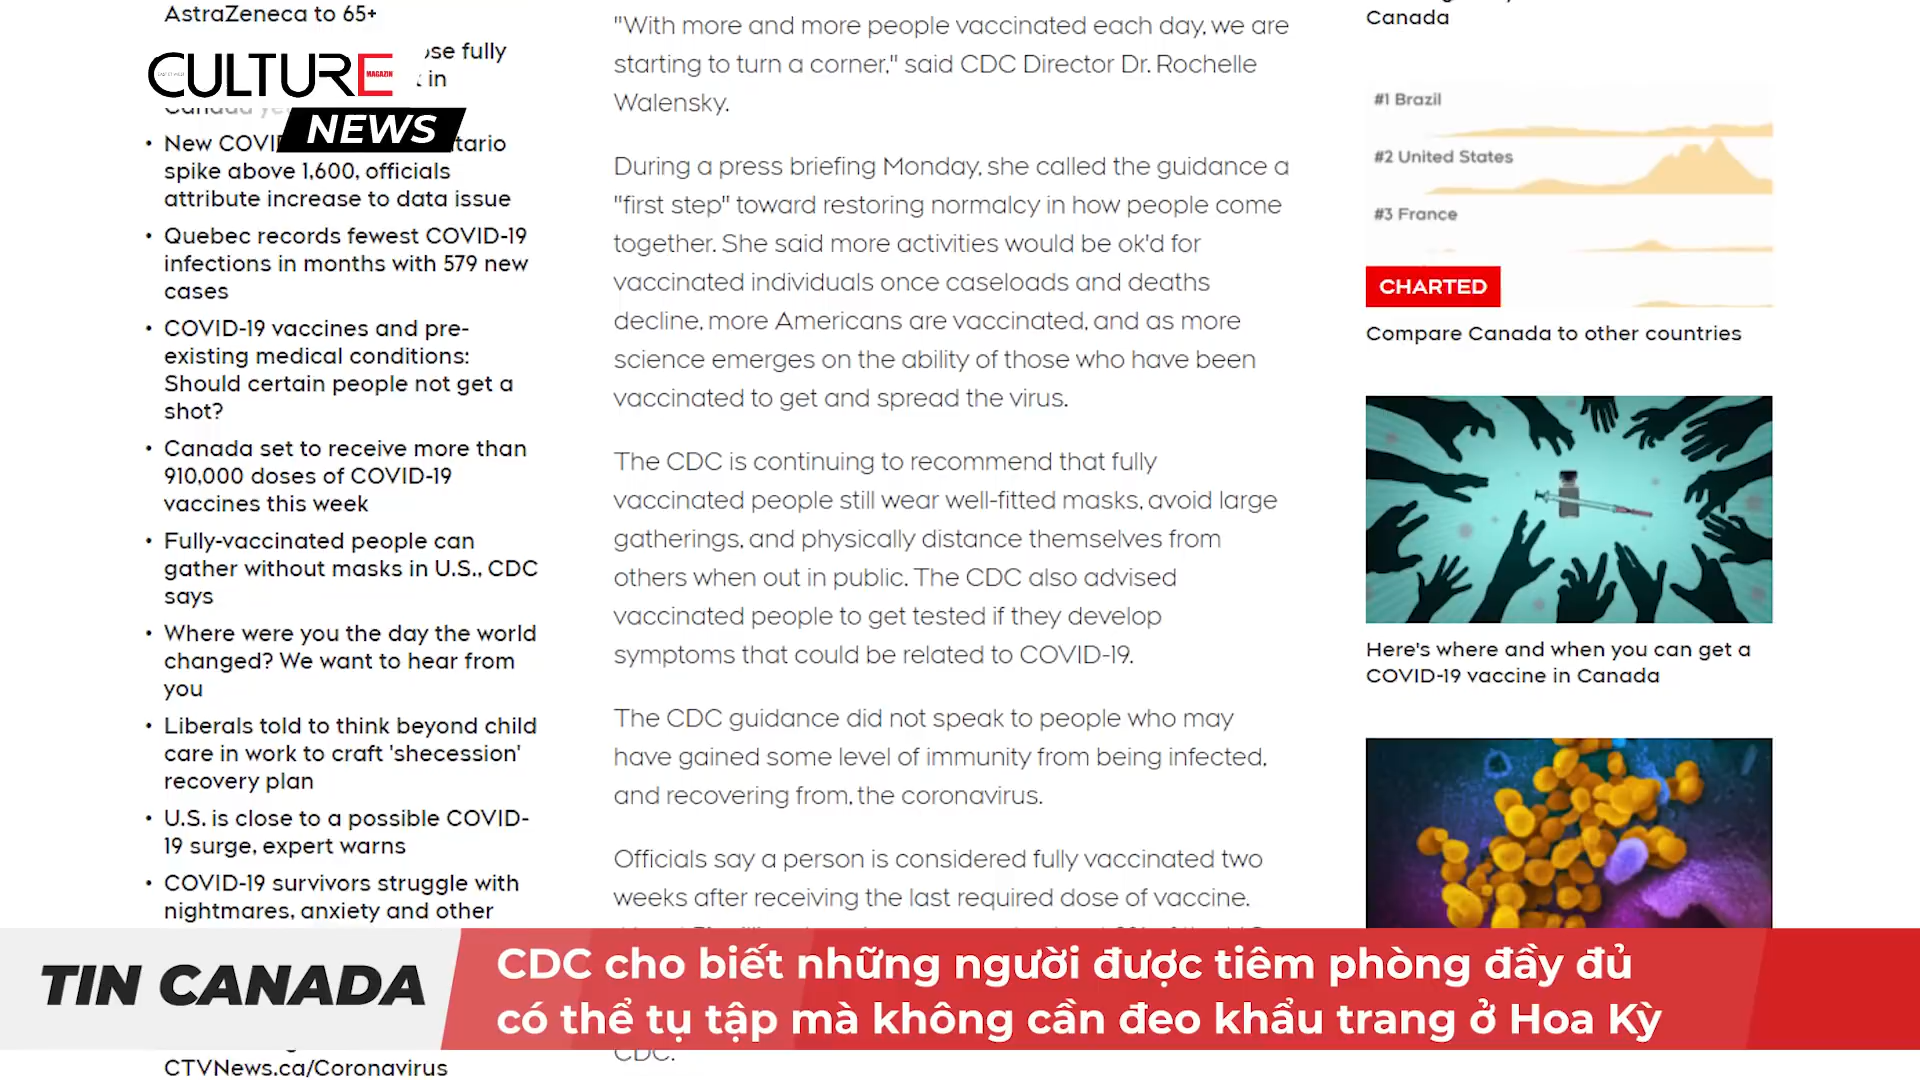 AstraZeneca to 65+
CULTURE
MAGAZIN
NEWS
fully
in
Canada
New
tario
spike above 1,600, officials
attribute increase to data issue
Quebec records fewest COVID-19
infections in months with 579 new
cases
COVID-19 vaccines and pre-
existing medical conditions:
Should certain people not get a
shot?
Canada set to receive more than
910,000 doses of COVID-19
vaccines this week
Fully-vaccinated people can
gather without masks in U.S., CDC
says
Where were you the day the world
changed? We want to hear from
you
Liberals told to think beyond child
care in work to craft 'shecession'
recovery plan
U.S. is close to a possible COVID-
19 surge, expert warns
COVID-19 survivors struggle with
nightmares, anxiety and other
CTVNews.ca/Coronavirus
"With more and more people vaccinated each day, we are
starting to turn a corner," said CDC Director Dr. Rochelle
Walensky.
During a press briefing Monday, she called the guidance a
"first step" toward restoring normalcy in how people come
together. She said more activities would be ok'd for
vaccinated individuals once caseloads and deaths
decline, more Americans are vaccinated, and as more
science emerges on the ability of those who have been
vaccinated to get and spread the virus.
The CDC is continuing to recommend that fully
vaccinated people still wear well-fitted masks, avoid large
gatherings, and physically distance themselves from
others when out in public. The CDC also advised
vaccinated people to get tested if they develop
symptoms that could be related to COVID-19.
The CDC guidance did not speak to people who may
have gained some level of immunity from being infected,
and recovering from, the coronavirus.
Officials say a person is considered fully vaccinated two
weeks after receiving the last required dose of vaccine.
CDC.
Canada
#1 Brazil
#2 United States
#3 France
CHARTED
Compare Canada to other countries
Here's where and when you can get a
COVID-19 vaccine in Canada
TIN CANADA
CDC cho biết những người được tiêm phòng đầy đủ
có thể tụ tập mà không cần đeo khẩu trang ở Hoa Kỳ